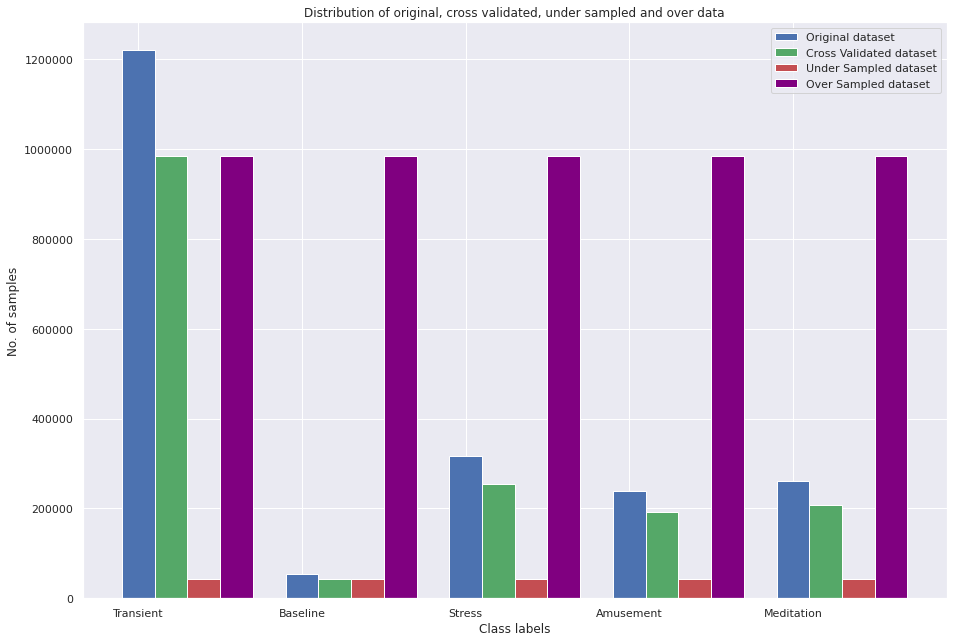 Distribution of original, cross validated, under sampled and over data
Original dataset
Cross Validated dataset
Under Sampled dataset
Over Sampled dataset
1200000
1000000
800000
600000
400000
200000
0
No. of samples
Transient Baseline Stress Amusement Meditation
Class labels